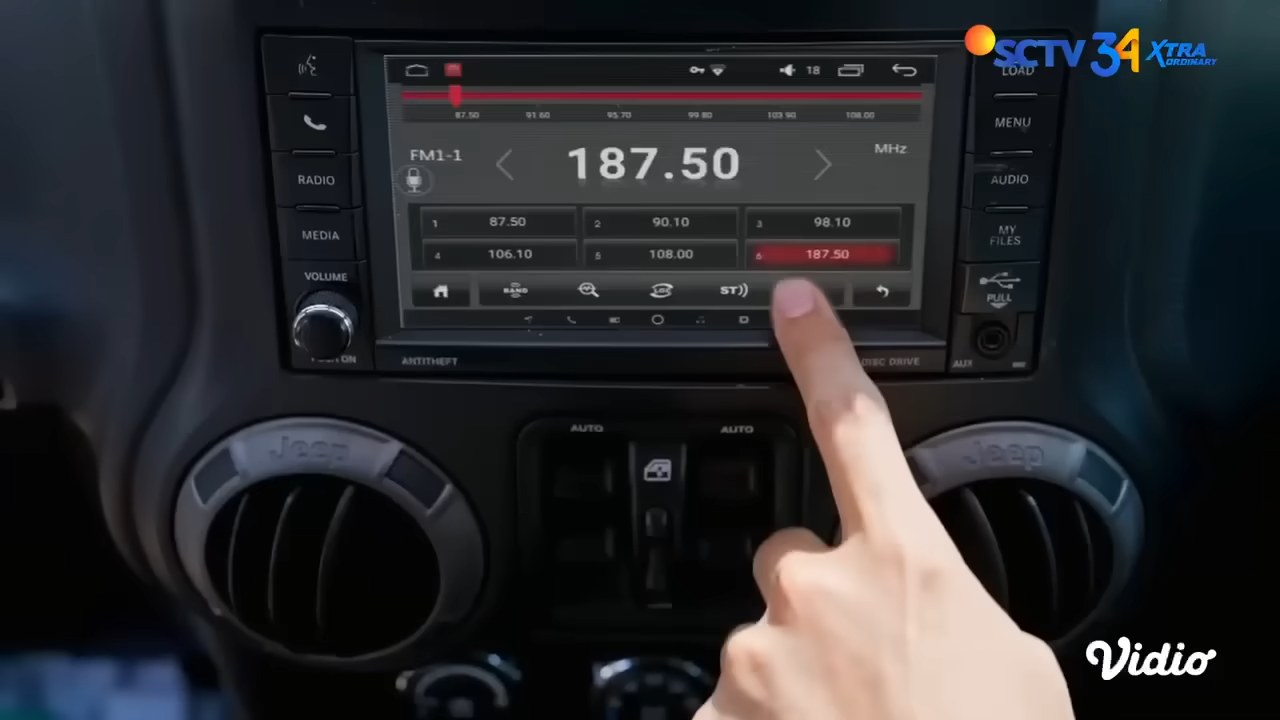 SCTV 34 XTRA ORDINARY
LOAD
18
87.50 91.60 95.70 99.80 103.90 108.00
MENU
FM1-1
187.50
MHz
RADIO
AUDIO
1 87.50
2 90.10
3 98.10
MEDIA
MY FILES
4 106.10
5 108.00
6 187.50
VOLUME
BAND
LOC
ST))
PULL
ANTITHEFT
DISC DRIVE
AUX
AUTO
AUTO
Jeep
Jeep
Vidio